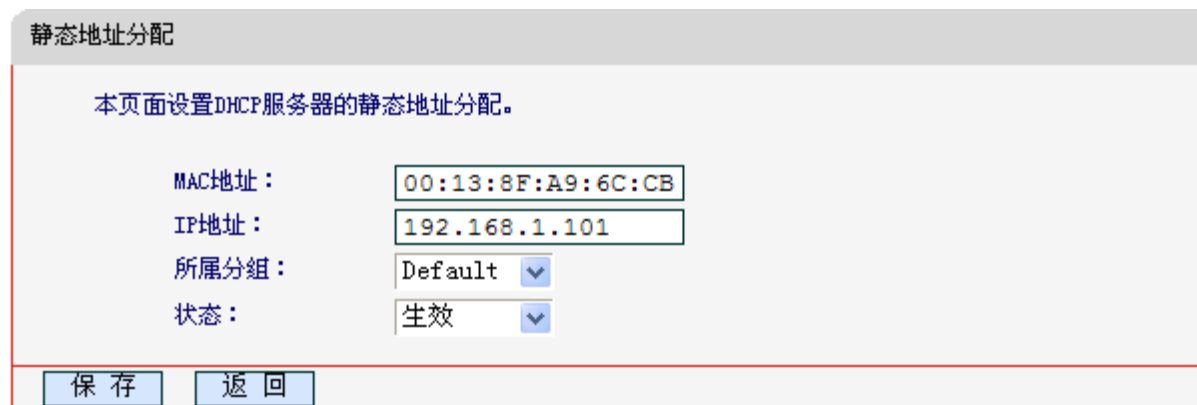 静态地址分配
本页面设置DHCP服务器的静态地址分配。
MAC地址： 00:13:8F:A9:6C:CB
IP地址： 192.168.1.101
所属分组： Default
状态： 生效
保 存 返 回